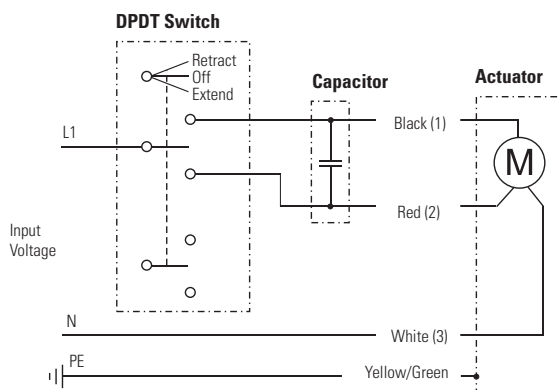 DPDT Switch
Retract
Off
Extend
Capacitor
Actuator
L1
Black (1)
M
Red (2)
Input
Voltage
N
White (3)
PE
Yellow/Green